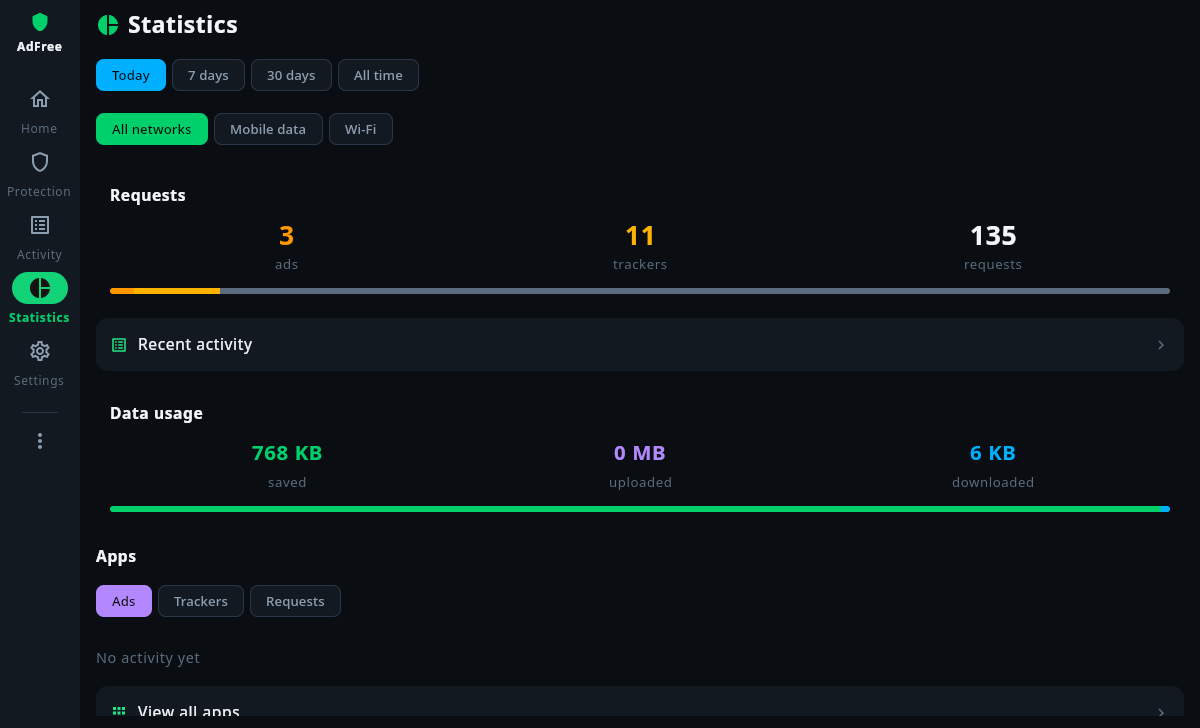 AdFree
Home
Protection
Activity
Statistics
Settings
Statistics
Today 7 days 30 days All time
All networks Mobile data Wi-Fi
Requests
3 11 135
ads trackers requests
Recent activity
Data usage
768 KB 0 MB 6 KB
saved uploaded downloaded
Apps
Ads Trackers Requests
No activity yet
View all apps